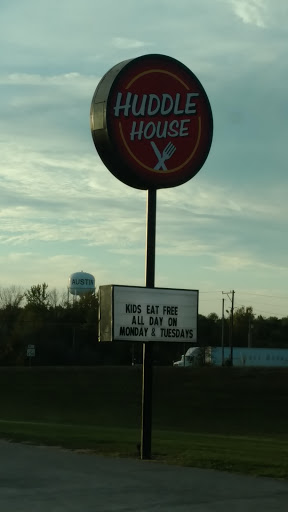 HUDDLE
HOUSE
AUSTIN
KIDS EAT FREE
ALL DAY ON
MONDAY & TUESDAYS